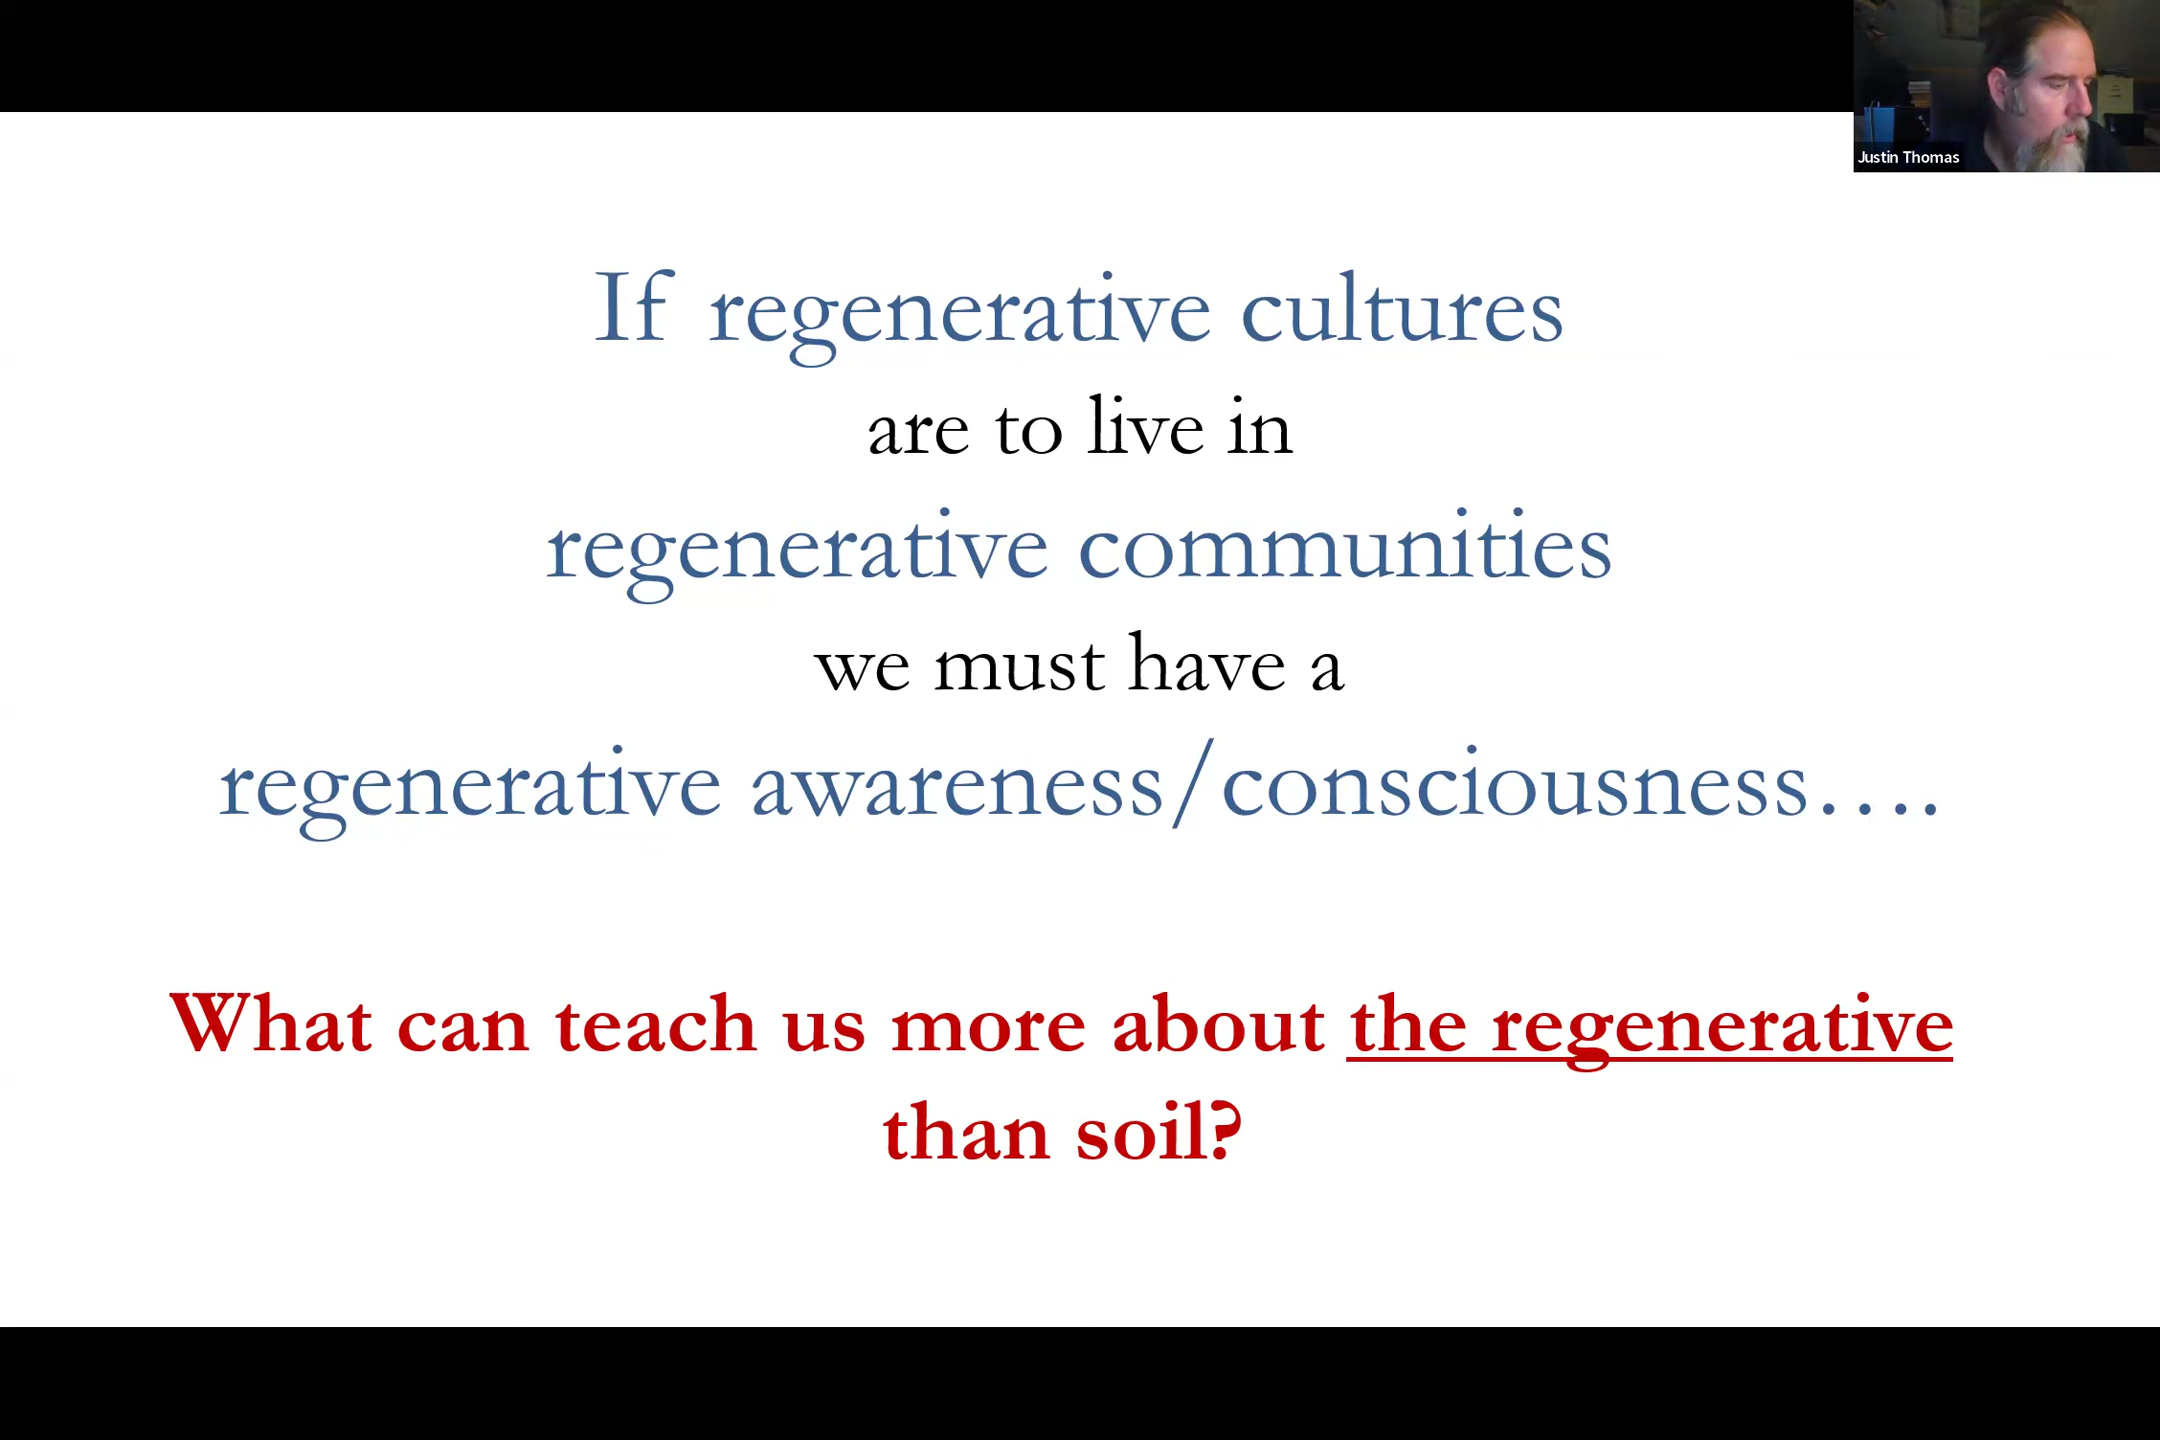 Justin Thomas
If regenerative cultures
are to live in
regenerative communities
we must have a
regenerative awareness/consciousness….
What can teach us more about the regenerative
than soil?